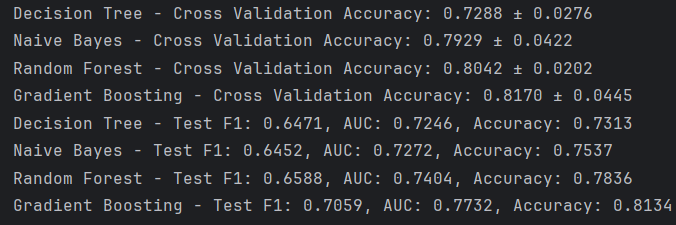 Decision Tree - Cross Validation Accuracy: 0.7288 ± 0.0276
Naive Bayes - Cross Validation Accuracy: 0.7929 ± 0.0422
Random Forest - Cross Validation Accuracy: 0.8042 ± 0.0202
Gradient Boosting - Cross Validation Accuracy: 0.8170 ± 0.0445
Decision Tree - Test F1: 0.6471, AUC: 0.7246, Accuracy: 0.7313
Naive Bayes - Test F1: 0.6452, AUC: 0.7272, Accuracy: 0.7537
Random Forest - Test F1: 0.6588, AUC: 0.7404, Accuracy: 0.7836
Gradient Boosting - Test F1: 0.7059, AUC: 0.7732, Accuracy: 0.8134